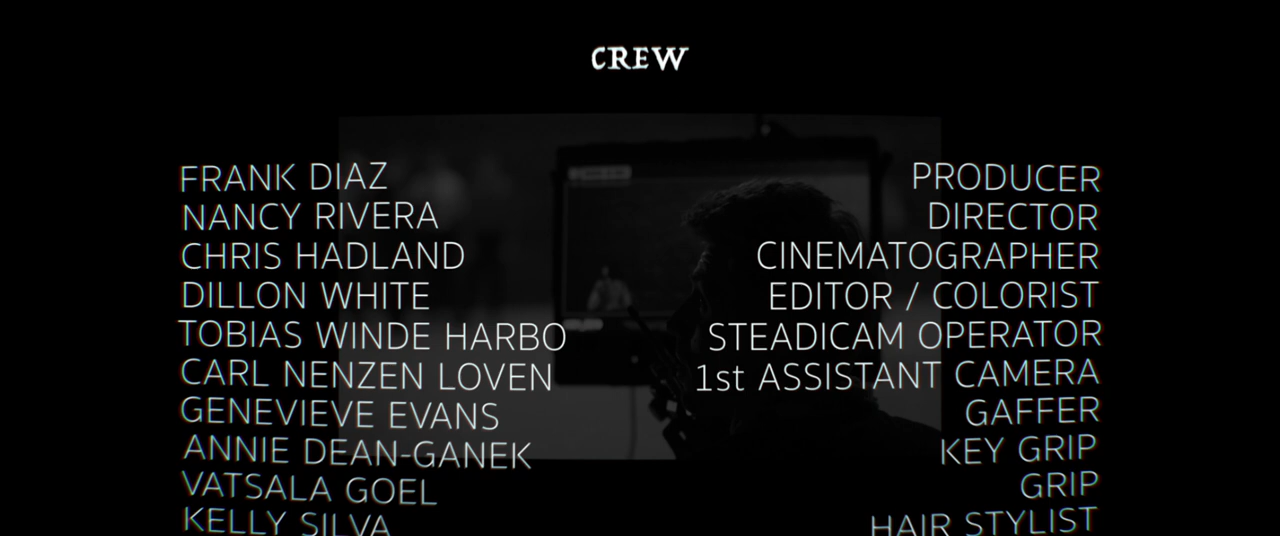 CREW
FRANK DIAZ PRODUCER
NANCY RIVERA DIRECTOR
CHRIS HADLAND CINEMATOGRAPHER
DILLON WHITE EDITOR / COLORIST
TOBIAS WINDE HARBO STEADICAM OPERATOR
CARL NENZEN LOVEN 1st ASSISTANT CAMERA
GENEVIEVE EVANS GAFFER
ANNIE DEAN-GANEK KEY GRIP
VATSALA GOEL GRIP
KELLY SILVA HAIR STYLIST